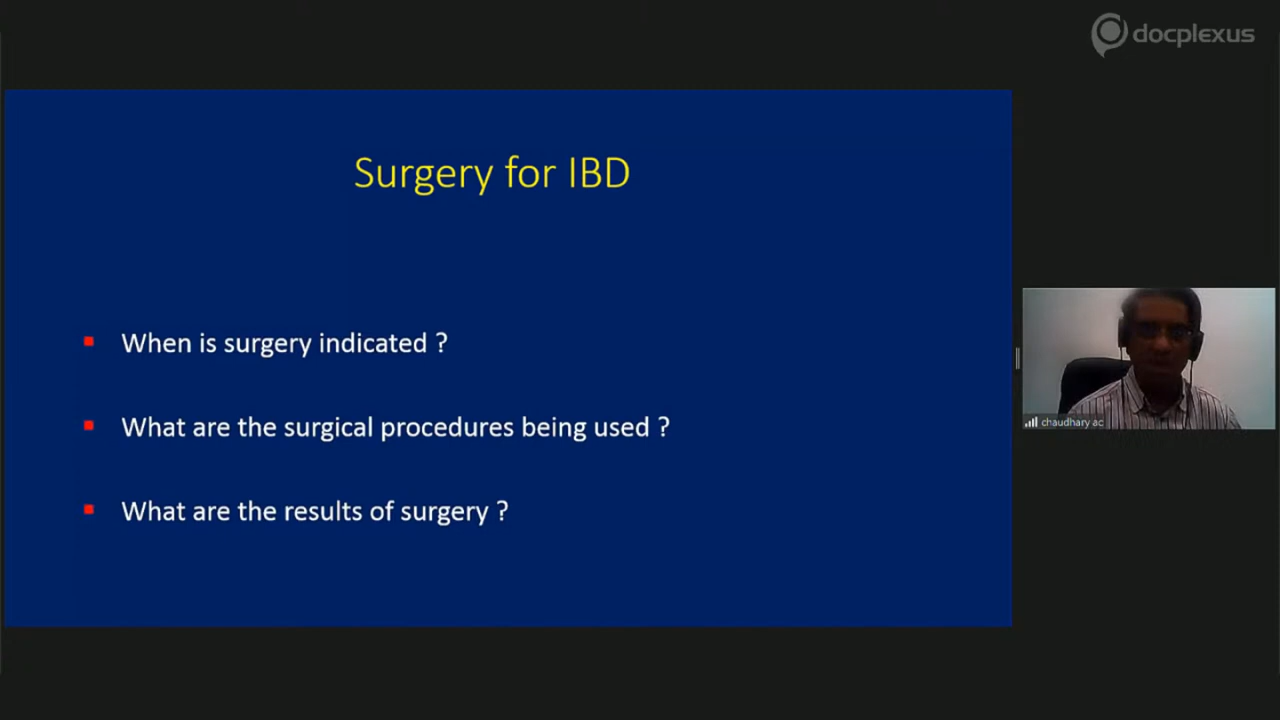 docplexus
Surgery for IBD
When is surgery indicated ?
What are the surgical procedures being used ?
What are the results of surgery ?
chaudhary ac